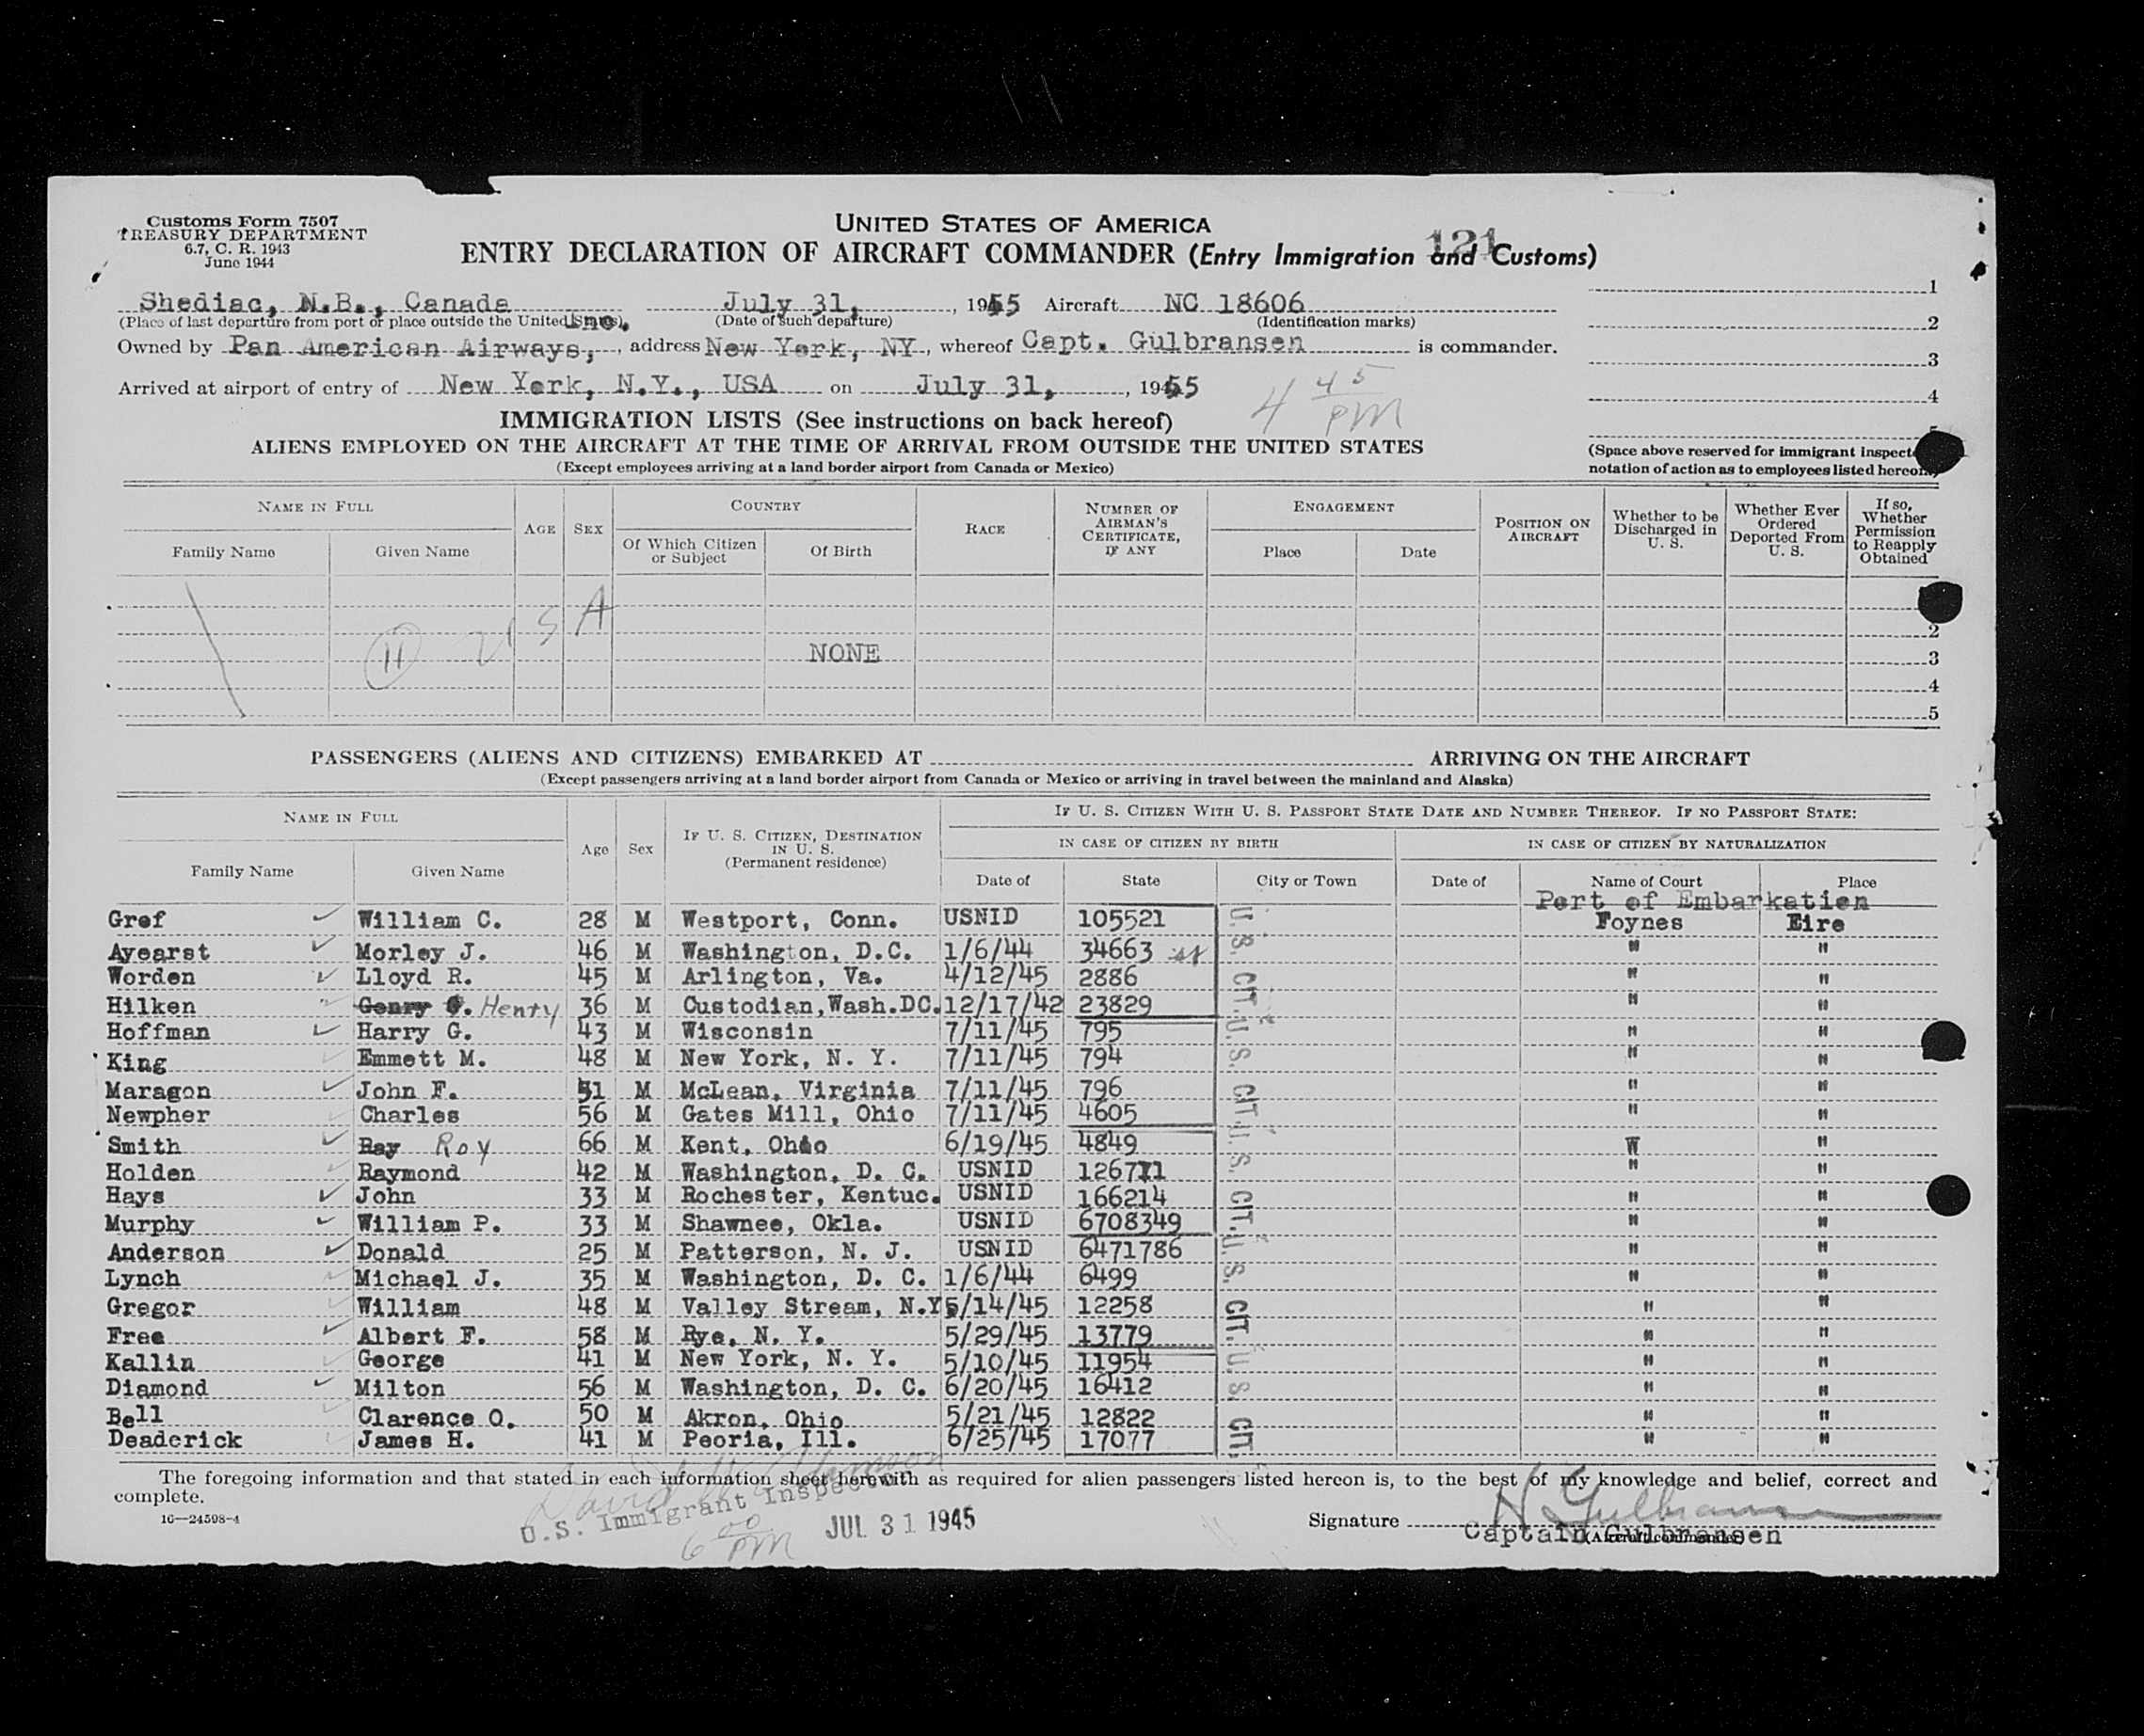 Customs Form 7507
TREASURY DEPARTMENT
6.7, C. R. 1943
June 1944
UNITED STATES OF AMERICA
ENTRY DECLARATION OF AIRCRAFT COMMANDER (Entry Immigration and Customs)
121
Shediac, N.B., Canada July 31, 1945 Aircraft NC 18606
(Place of last departure from port or place outside the United States) (Date of such departure) (Identification marks)
Inc.
Owned by Pan American Airways, , address New York, NY , whereof Capt. Gulbransen is commander.
Arrived at airport of entry of New York, N.Y., USA on July 31, , 1945
4 45 PM
1
2
3
4
5
(Space above reserved for immigrant inspect
notation of action as to employees listed hereon.)
IMMIGRATION LISTS (See instructions on back hereof)
ALIENS EMPLOYED ON THE AIRCRAFT AT THE TIME OF ARRIVAL FROM OUTSIDE THE UNITED STATES
(Except employees arriving at a land border airport from Canada or Mexico)
NAME IN FULL AGE SEX COUNTRY RACE NUMBER OF AIRMAN'S CERTIFICATE, IF ANY ENGAGEMENT POSITION ON AIRCRAFT Whether to be Discharged in U. S. Whether Ever Ordered Deported From U. S. If so, Whether Permission to Reapply Obtained
Family Name Given Name Of Which Citizen or Subject Of Birth Place Date
11 USA
2
NONE 3
4
5
PASSENGERS (ALIENS AND CITIZENS) EMBARKED AT ARRIVING ON THE AIRCRAFT
(Except passengers arriving at a land border airport from Canada or Mexico or arriving in travel between the mainland and Alaska)
NAME IN FULL Age Sex IF U. S. CITIZEN, DESTINATION IN U. S. (Permanent residence) IF U. S. CITIZEN WITH U. S. PASSPORT STATE DATE AND NUMBER THEREOF. IF NO PASSPORT STATE:
IN CASE OF CITIZEN BY BIRTH IN CASE OF CITIZEN BY NATURALIZATION
Family Name Given Name Date of State City or Town Date of Name of Court Place
Port of Embarkation
Gref William C. 28 M Westport, Conn. USNID 105521 Foynes Eire
Ayearst Morley J. 46 M Washington, D.C. 1/6/44 34663 " "
Worden Lloyd R. 45 M Arlington, Va. 4/12/45 2886 " "
Hilken Henry 36 M Custodian, Wash.DC. 12/17/42 23829 " "
Hoffman Harry G. 43 M Wisconsin 7/11/45 795 " "
King Emmett M. 48 M New York, N. Y. 7/11/45 794 " "
Maragon John F. 51 M McLean, Virginia 7/11/45 796 " "
Newpher Charles 56 M Gates Mill, Ohio 7/11/45 4605 " "
Smith Ray Roy 66 M Kent, Ohio 6/19/45 4849 W "
Holden Raymond 42 M Washington, D. C. USNID 126711 " "
Hays John 33 M Rochester, Kentuc. USNID 166214 " "
Murphy William P. 33 M Shawnee, Okla. USNID 6708349 " "
Anderson Donald 25 M Patterson, N. J. USNID 6471786 " "
Lynch Michael J. 35 M Washington, D. C. 1/6/44 6499 " "
Gregor William 48 M Valley Stream, N.Y 5/14/45 12258 " "
Free Albert F. 58 M Rye, N. Y. 5/29/45 13779 " "
Kallin George 41 M New York, N. Y. 5/10/45 11954 " "
Diamond Milton 56 M Washington, D. C. 6/20/45 16412 " "
Bell Clarence O. 50 M Akron, Ohio 5/21/45 12822 " "
Deaderick James H. 41 M Peoria, Ill. 6/25/45 17077 " "
U. S. CIT. U. S. CIT. U. S. CIT. U. S. CIT. U. S. CIT.
The foregoing information and that stated in each information sheet herewith as required for alien passengers listed hereon is, to the best of my knowledge and belief, correct and
complete.
16—24598-4
U.S. Immigrant Inspector
6 00 PM
JUL 31 1945
Signature H Gulbransen
Captain Gulbransen
(Aircraft commander)